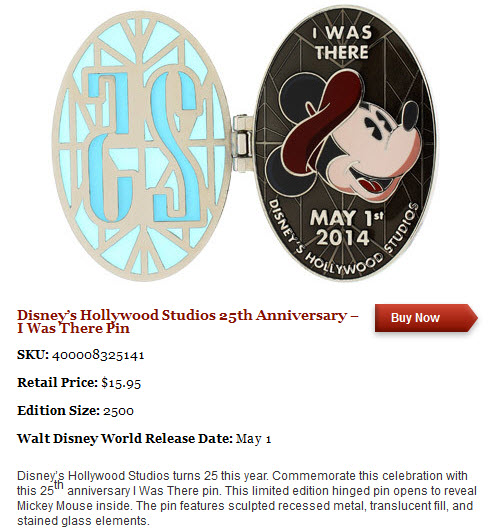 25
I WAS
THERE
MAY 1st
2014
DISNEY'S HOLLYWOOD STUDIOS
Disney's Hollywood Studios 25th Anniversary –
I Was There Pin
Buy Now
SKU: 400008325141
Retail Price: $15.95
Edition Size: 2500
Walt Disney World Release Date: May 1
Disney's Hollywood Studios turns 25 this year. Commemorate this celebration with
this 25th anniversary I Was There pin. This limited edition hinged pin opens to reveal
Mickey Mouse inside. The pin features sculpted recessed metal, translucent fill, and
stained glass elements.